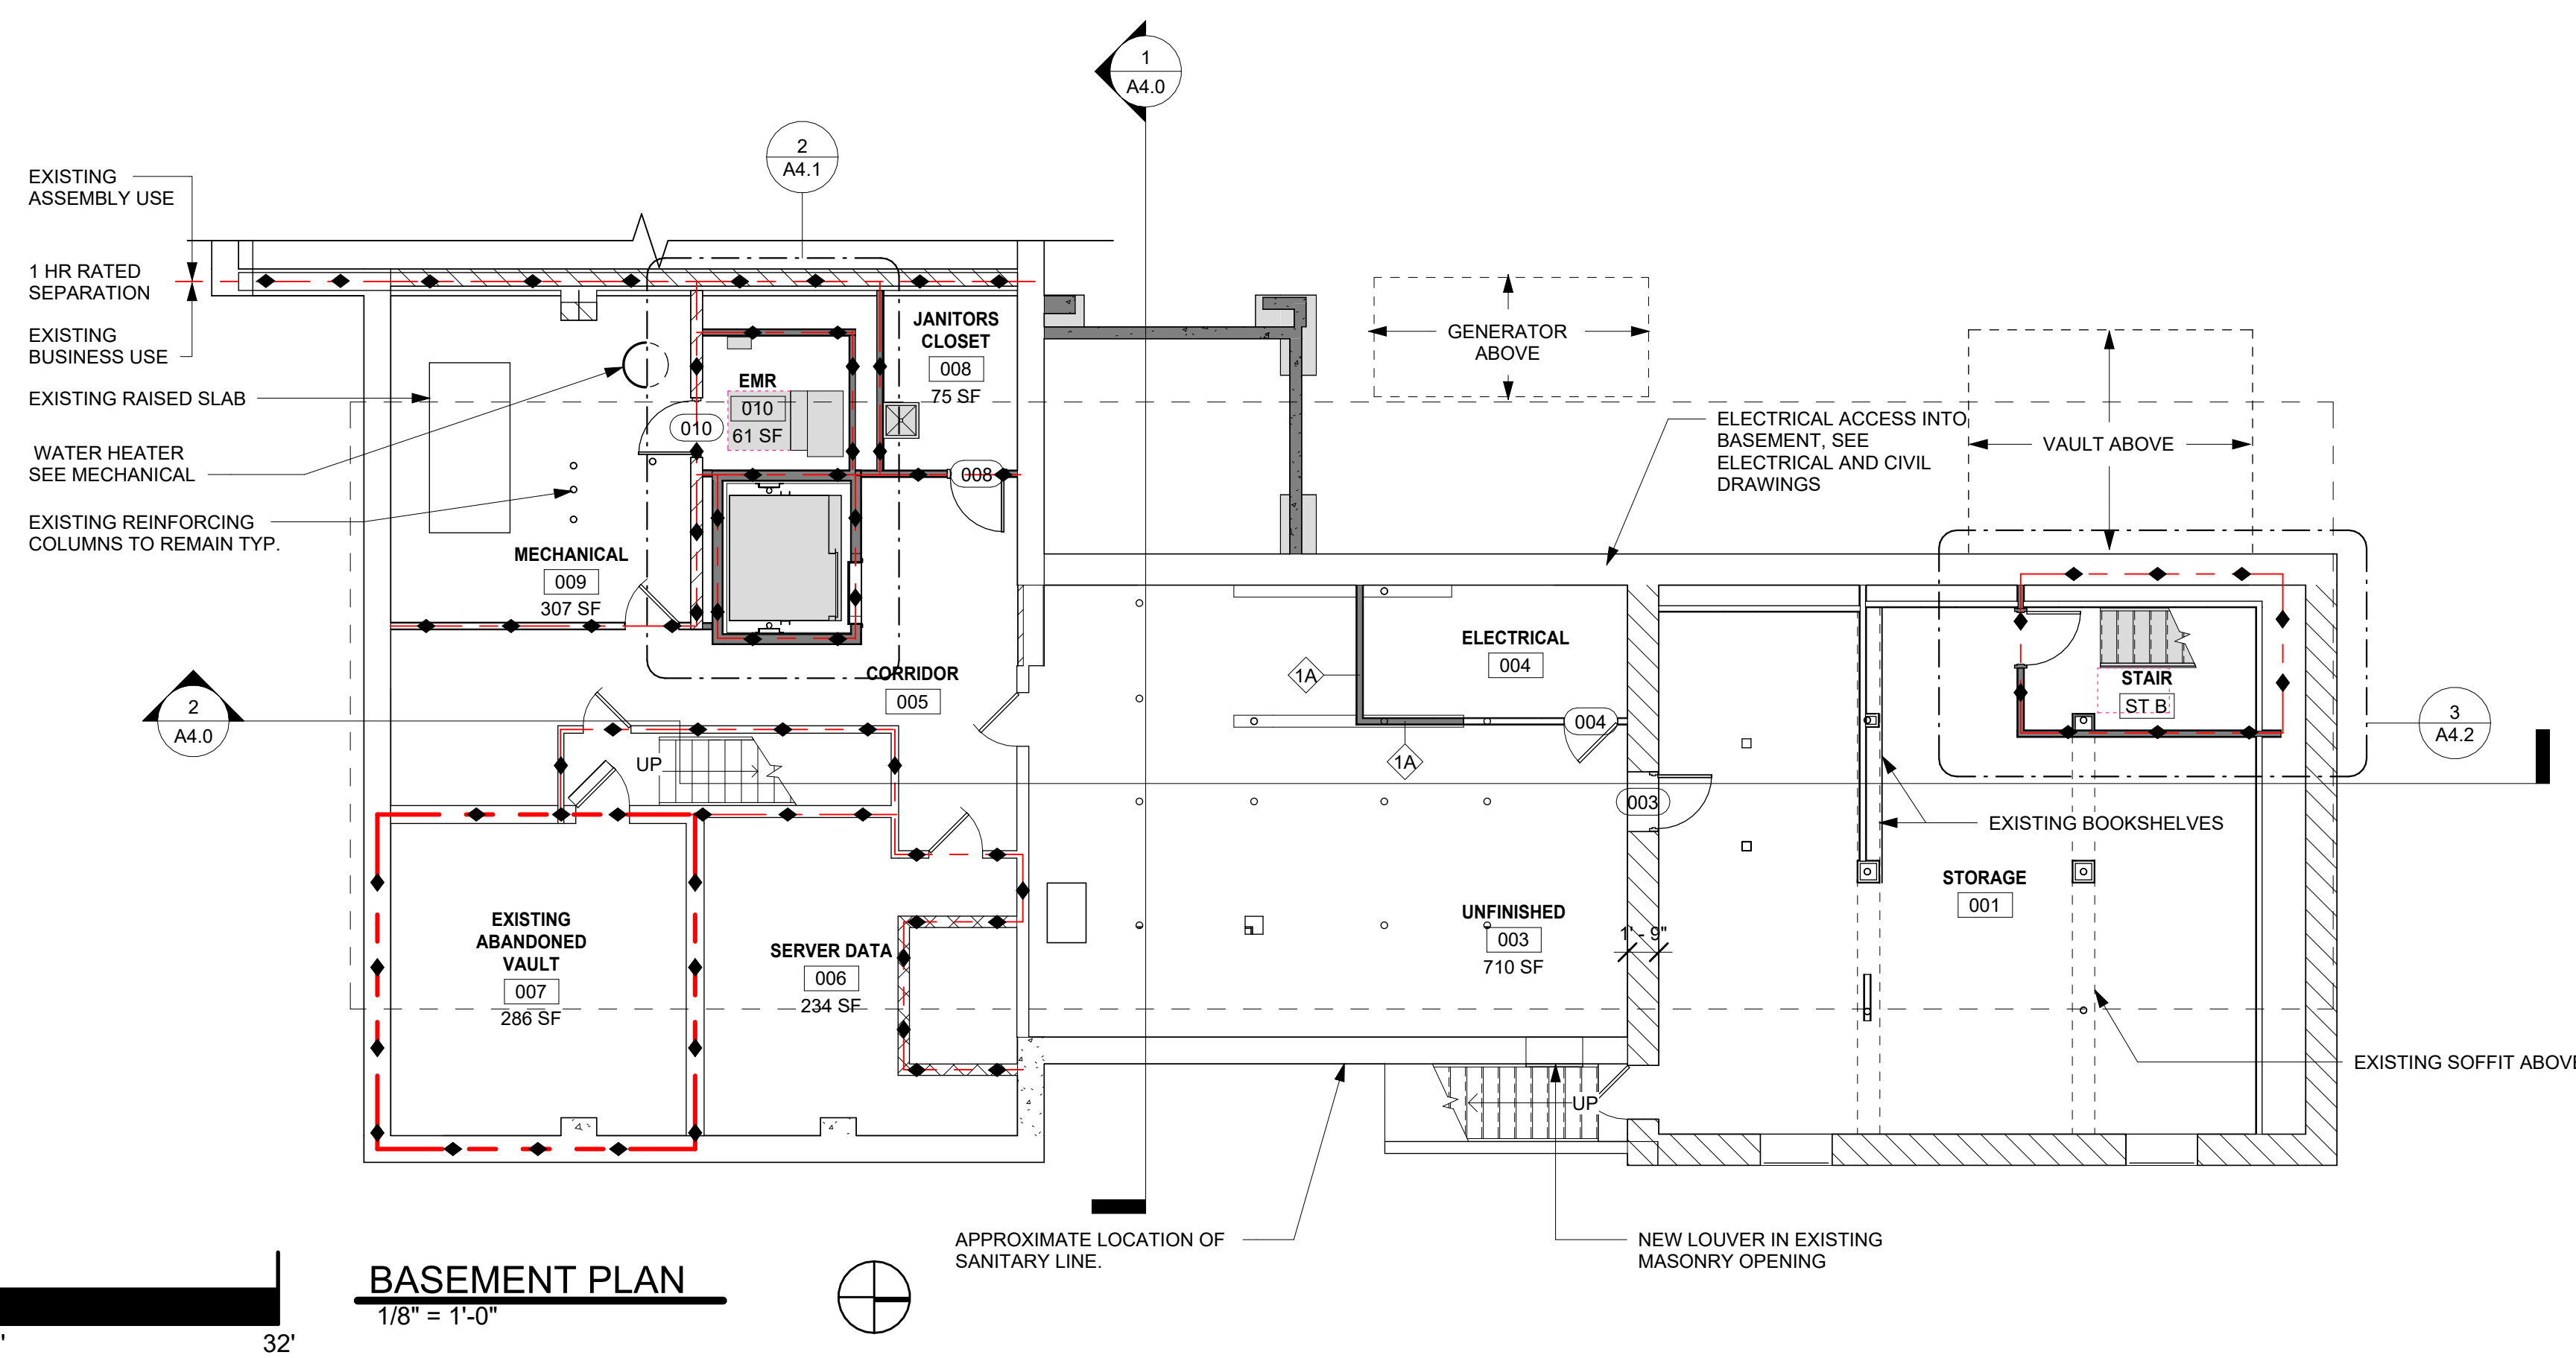 1
A4.0
2
A4.1
EXISTING
ASSEMBLY USE
1 HR RATED
SEPARATION
EXISTING
BUSINESS USE
EXISTING RAISED SLAB
WATER HEATER
SEE MECHANICAL
EXISTING REINFORCING
COLUMNS TO REMAIN TYP.
JANITORS
CLOSET
008
75 SF
EMR
010
61 SF
010
008
MECHANICAL
009
307 SF
GENERATOR
ABOVE
ELECTRICAL ACCESS INTO
BASEMENT, SEE
ELECTRICAL AND CIVIL
DRAWINGS
VAULT ABOVE
ELECTRICAL
004
1A
1A
004
CORRIDOR
005
2
A4.0
UP
STAIR
ST B
3
A4.2
003
EXISTING BOOKSHELVES
STORAGE
001
EXISTING
ABANDONED
VAULT
007
286 SF
SERVER DATA
006
234 SF
UNFINISHED
003
710 SF
1' - 9"
EXISTING SOFFIT ABOVE
UP
APPROXIMATE LOCATION OF
SANITARY LINE.
NEW LOUVER IN EXISTING
MASONRY OPENING
BASEMENT PLAN
1/8" = 1'-0"
'
32'